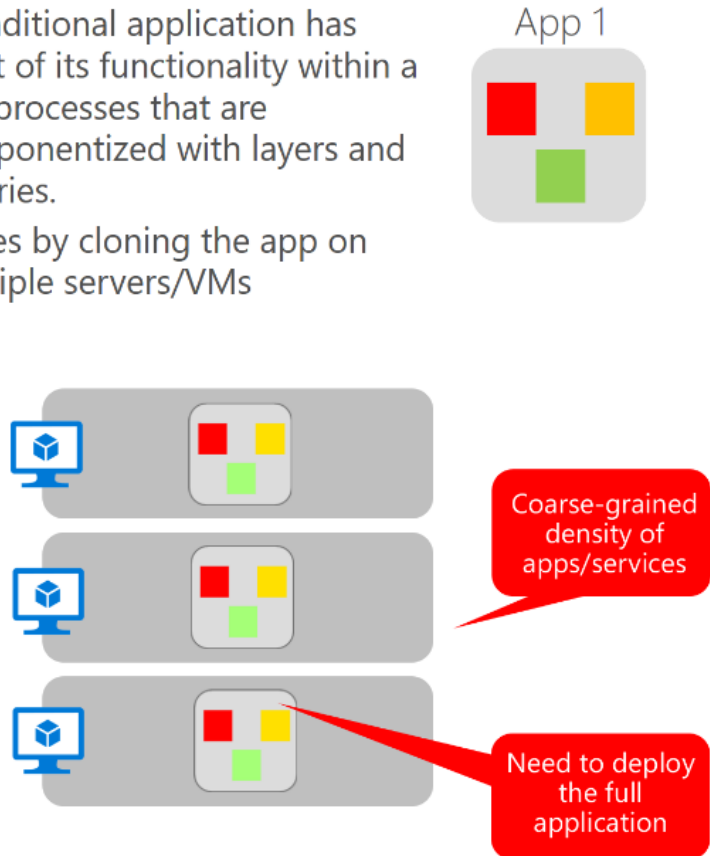 aditional application has
t of its functionality within a
processes that are
ponentized with layers and
ries.
es by cloning the app on
iple servers/VMs
App 1
Coarse-grained
density of
apps/services
Need to deploy
the full
application